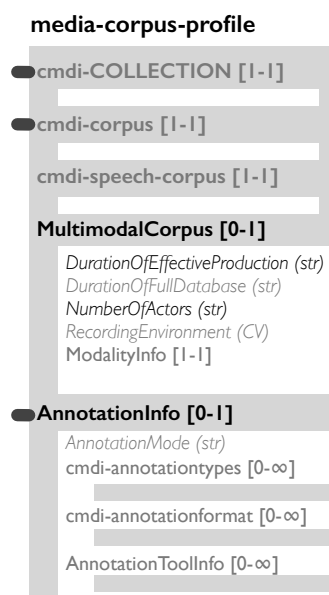 media-corpus-profile
cmdi-COLLECTION [1-1]
cmdi-corpus [1-1]
cmdi-speech-corpus [1-1]
MultimodalCorpus [0-1]
DurationOfEffectiveProduction (str)
DurationOfFullDatabase (str)
NumberOfActors (str)
RecordingEnvironment (CV)
ModalityInfo [1-1]
AnnotationInfo [0-1]
AnnotationMode (str)
cmdi-annotationtypes [0-∞]
cmdi-annotationformat [0-∞]
AnnotationToolInfo [0-∞]